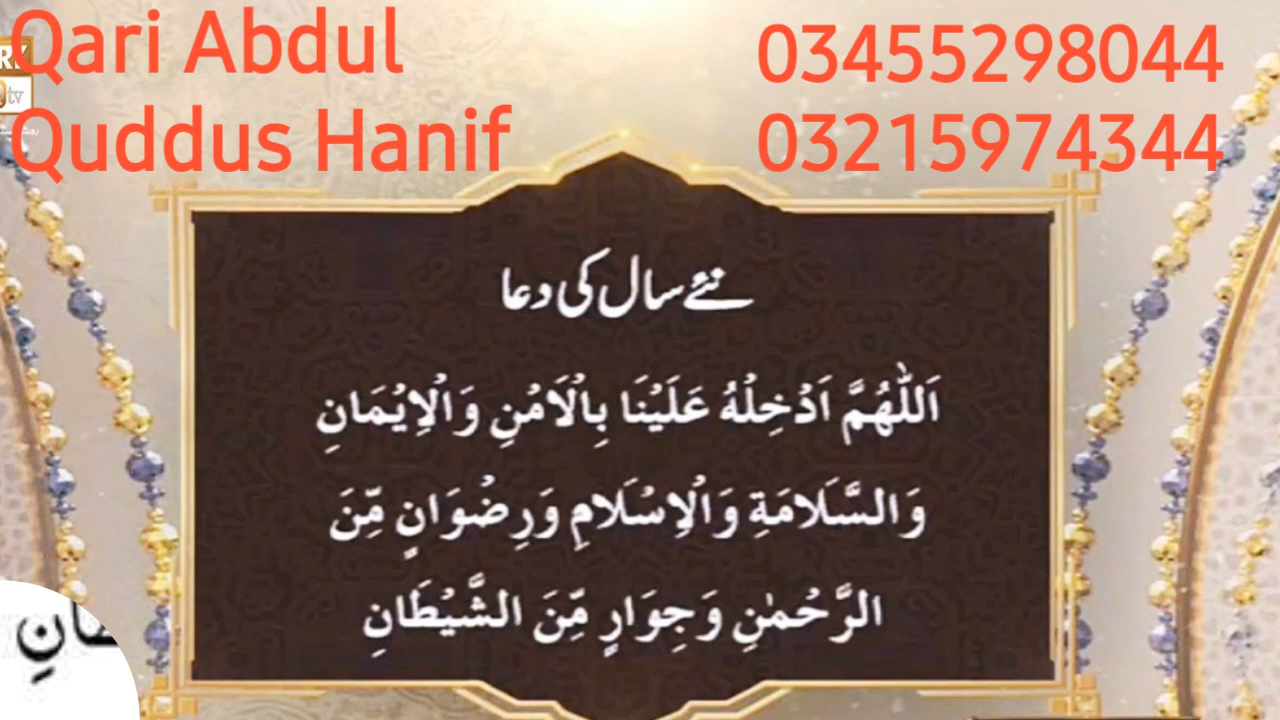 Qari Abdul
Quddus Hanif
03455298044
03215974344
tv
نئے سال کی دعا
اَللّٰهُمَّ اَدْخِلْهُ عَلَيْنَا بِالْاَمْنِ وَالْاِيْمَانِ
وَالسَّلَامَةِ وَالْاِسْلَامِ وَرِضْوَانٍ مِّنَ
الرَّحْمٰنِ وَجِوَارٍ مِّنَ الشَّيْطَانِ